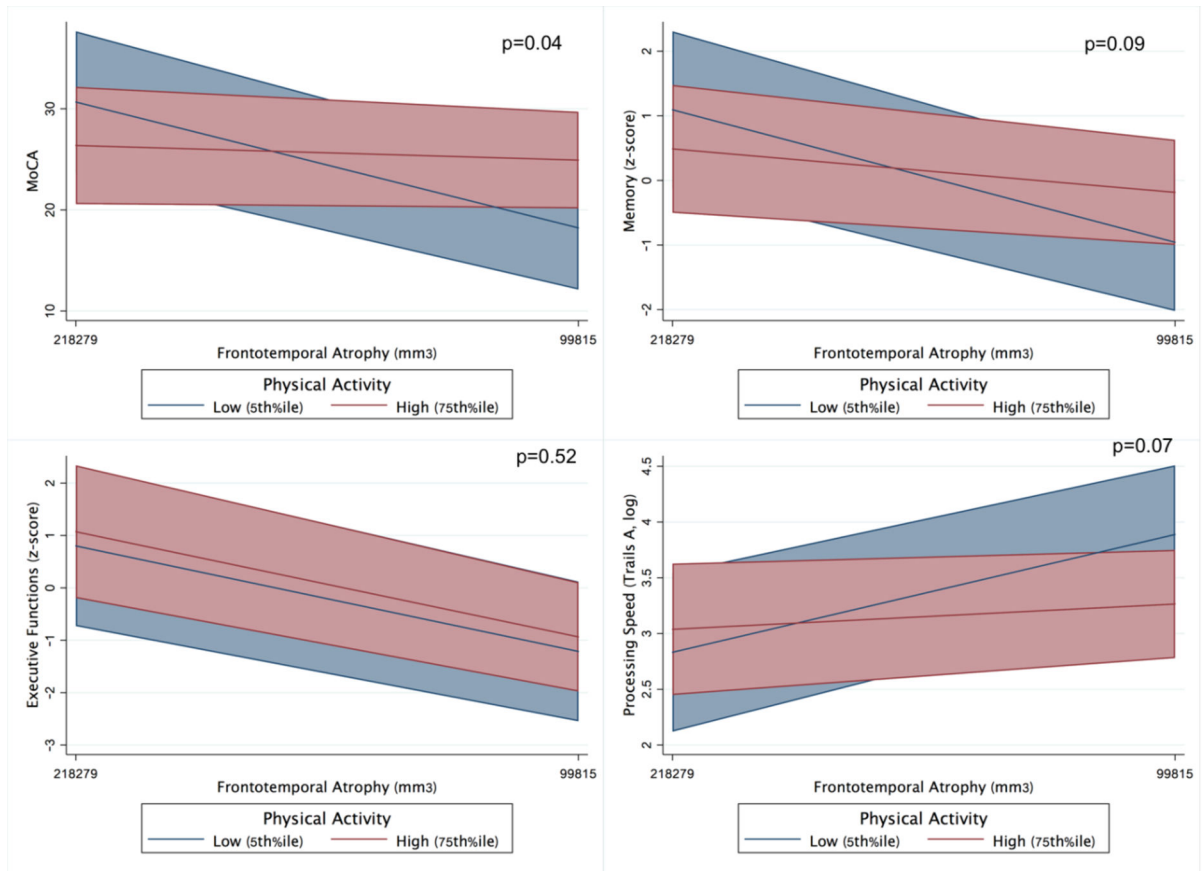 p=0.04
MoCA
30
20
10
218279
99815
Frontotemporal Atrophy (mm3)
Physical Activity
Low (5th%ile)
High (75th%ile)
p=0.09
Memory (z-score)
2
1
0
-1
-2
218279
99815
Frontotemporal Atrophy (mm3)
Physical Activity
Low (5th%ile)
High (75th%ile)
p=0.52
Executive Functions (z-score)
2
1
0
-1
-2
-3
218279
99815
Frontotemporal Atrophy (mm3)
Physical Activity
Low (5th%ile)
High (75th%ile)
p=0.07
Processing Speed (Trails A, log)
4.5
4
3.5
3
2.5
2
218279
99815
Frontotemporal Atrophy (mm3)
Physical Activity
Low (5th%ile)
High (75th%ile)